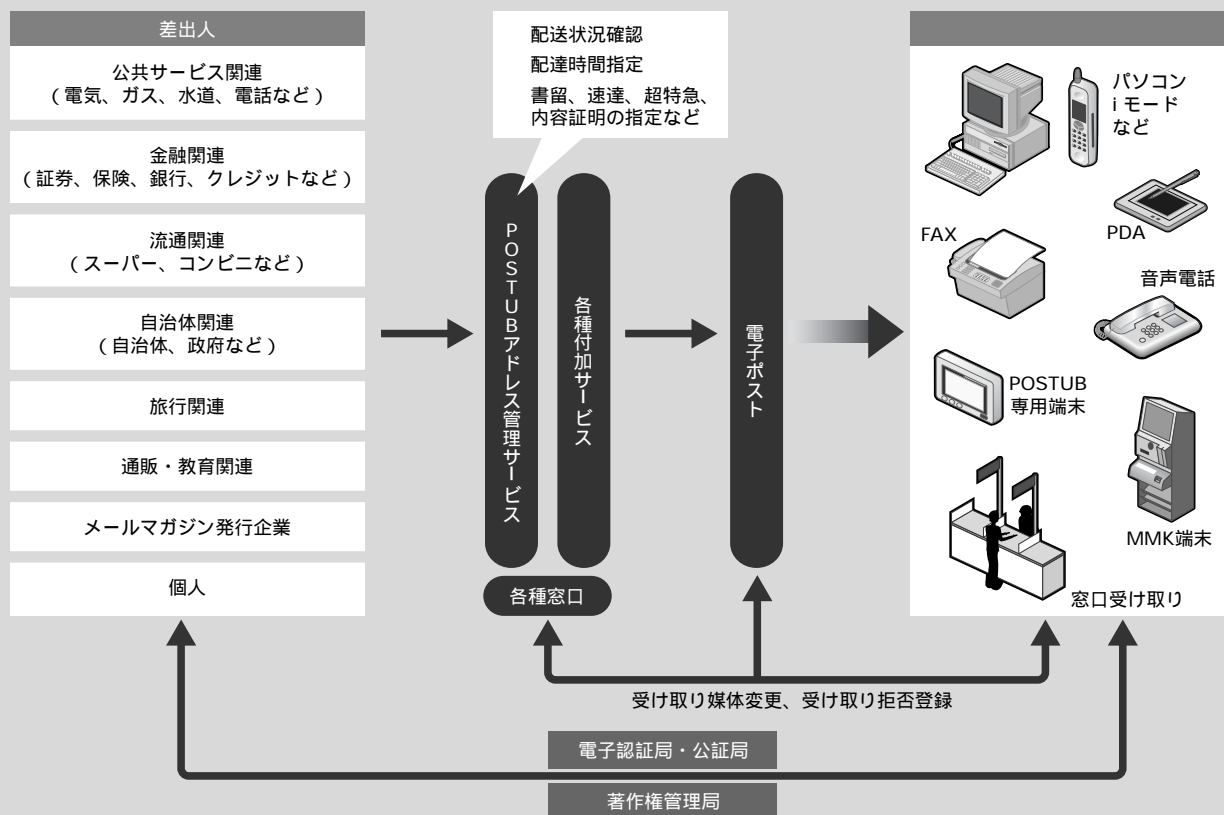 差出人
公共サービス関連
(電気、ガス、水道、電話など)
金融関連
(証券、保険、銀行、クレジットなど)
流通関連
(スーパー、コンビニなど)
自治体関連
(自治体、政府など)
旅行関連
通販・教育関連
メールマガジン発行企業
個人
配送状況確認
配達時間指定
書留、速達、超特急、
内容証明の指定など
POSTUBアドレス管理サービス
各種付加サービス
各種窓口
電子ポスト
パソコン
iモード
など
PDA
FAX
音声電話
POSTUB
専用端末
MMK端末
窓口受け取り
受け取り媒体変更、受け取り拒否登録
電子認証局・公証局
著作権管理局